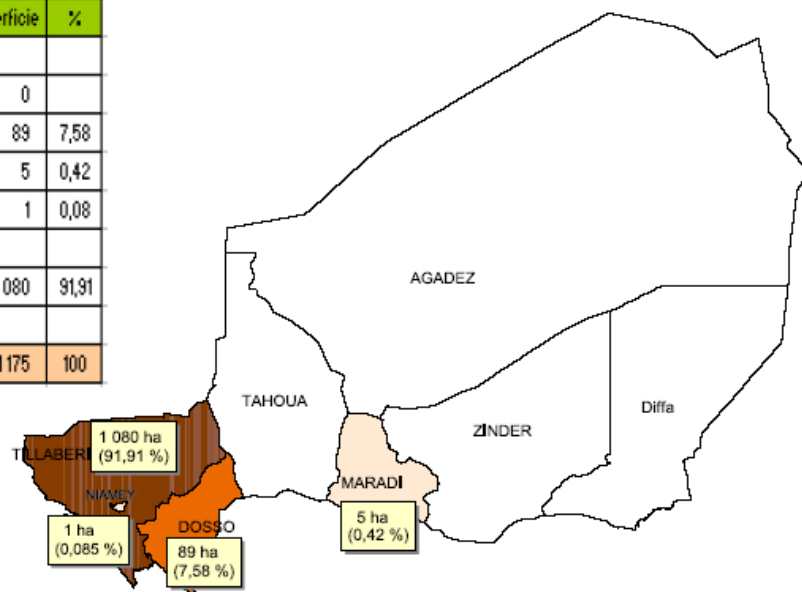 erficie %
0
89 7,58
5 0,42
1 0,08
080 91,91
1175 100
AGADEZ
TAHOUA
ZINDER
Diffa
1 080 ha
(91,91 %)
TILLABERI
NIAMEY
MARADI
1 ha
(0,085 %)
DOSSO
5 ha
(0,42 %)
89 ha
(7,58 %)